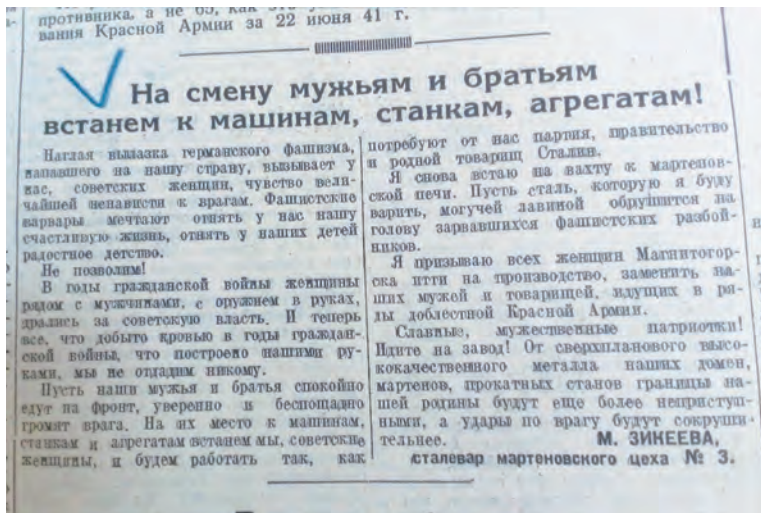 противника, а не 65, как
вания Красной Армии за 22 июня 41 г.
На смену мужьям и братьям
встанем к машинам, станкам, агрегатам!
Наглая вылазка германского фашизма,
напавшего на нашу страну, вызывает у
нас, советских женщин, чувство вели-
чайшей ненависти к врагам. Фашистские
варвары мечтают отнять у нас нашу
счастливую жизнь, отнять у наших детей
радостное детство.
Не позволим!
В годы гражданской войны женщины
рядом с мужчинами, с оружием в руках,
дрались за советскую власть. И теперь
все, что добыто кровью в годы граждан-
ской войны, что построено нашими ру-
ками, мы не отдадим никому.
Пусть наши мужья и братья спокойно
едут на фронт, уверенно и беспощадно
громят врага. На их место к машинам,
станкам и агрегатам встанем мы, советские
женщины, и будем работать так, как
потребуют от нас партия, правительство
и родной товарищ Сталин.
Я снова встаю на вахту к мартенов-
ской печи. Пусть сталь, которую я буду
варить, могучей лавиной обрушится на
голову зарвавшихся фашистских разбой-
ников.
Я призываю всех женщин Магнитогор-
ска итти на производство, заменить на-
ших мужей и товарищей, идущих в ря-
ды доблестной Красной Армии.
Славные, мужественные патриотки!
Идите на завод! От сверхпланового высо-
кокачественного металла наших домен,
мартенов, прокатных станов границы на-
шей родины будут еще более неприступ-
ными, а удары по врагу будут сокруши-
тельнее.
М. ЗИНЕЕВА,
сталевар мартеновского цеха № 3.